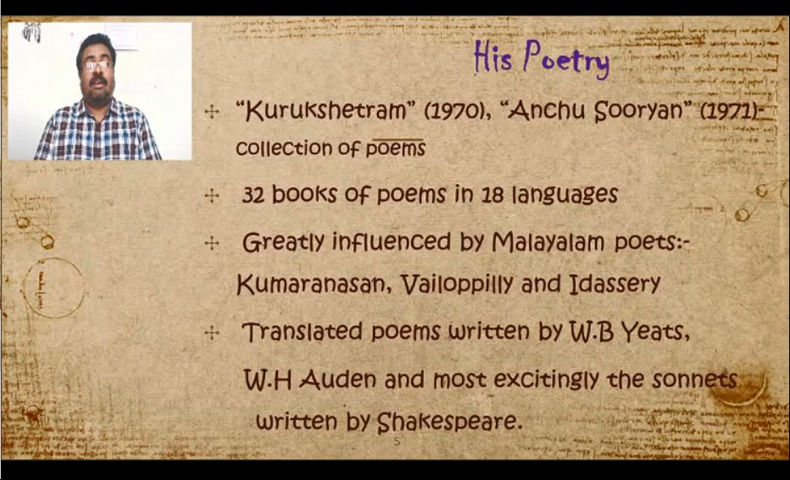 His Poetry
"Kurukshetram" (1970), "Anchu Sooryan" (1971)-
collection of poems
32 books of poems in 18 languages
Greatly influenced by Malayalam poets:-
Kumaranasan, Vailoppilly and Idassery
Translated poems written by W.B Yeats,
W.H Auden and most excitingly the sonnets
written by Shakespeare.
5